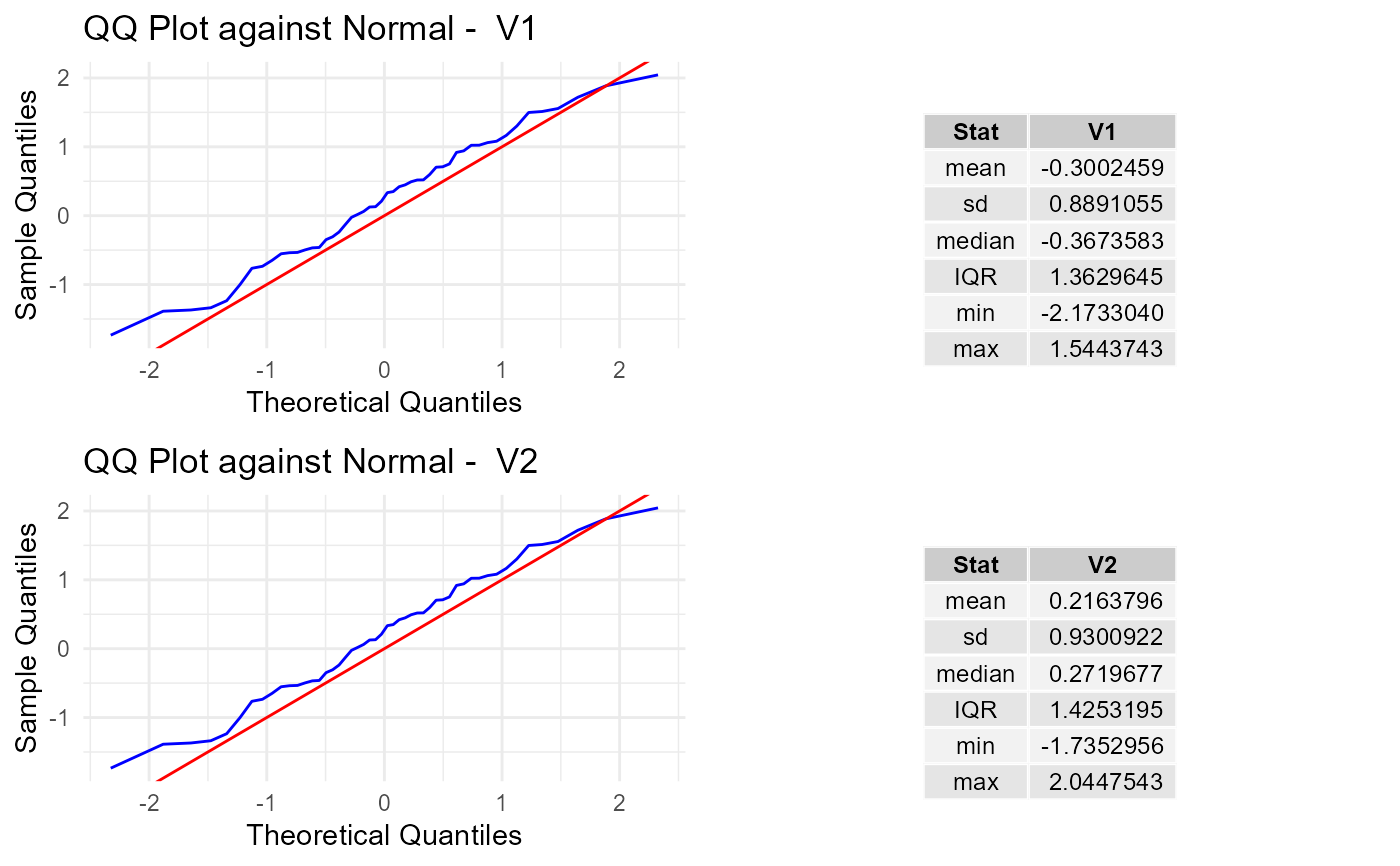 QQ Plot against Normal -  V1
Sample Quantiles
2
1
0
-1
-2 -1 0 1 2
Theoretical Quantiles
Stat V1
mean -0.3002459
sd 0.8891055
median -0.3673583
IQR 1.3629645
min -2.1733040
max 1.5443743
QQ Plot against Normal -  V2
Sample Quantiles
2
1
0
-1
-2 -1 0 1 2
Theoretical Quantiles
Stat V2
mean 0.2163796
sd 0.9300922
median 0.2719677
IQR 1.4253195
min -1.7352956
max 2.0447543